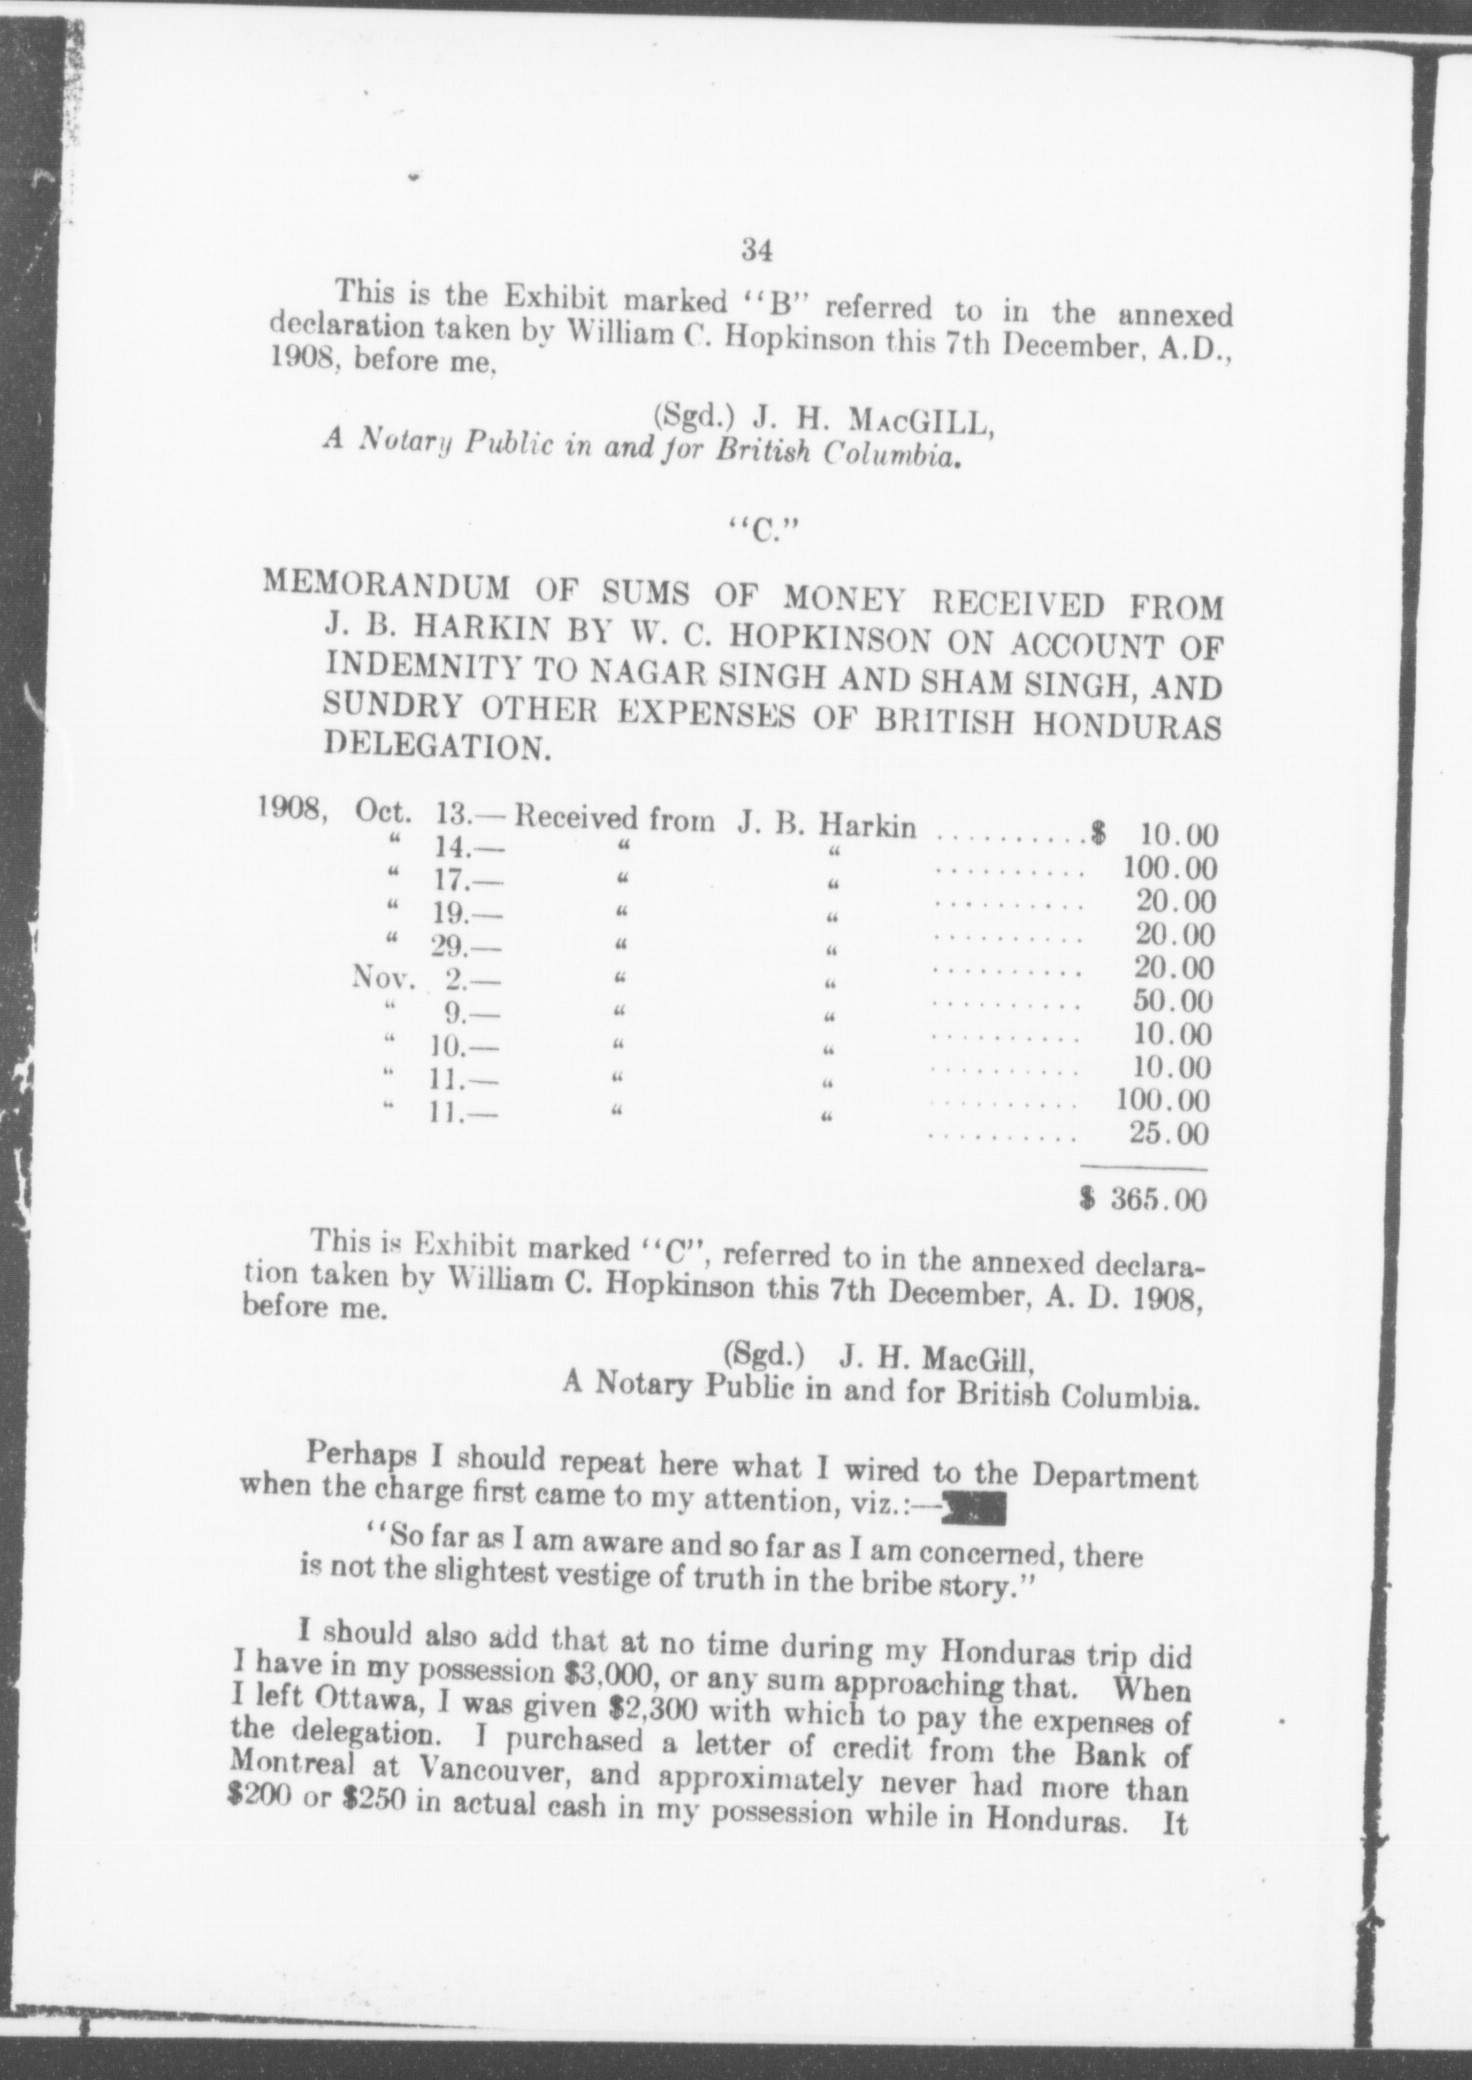 34
This is the Exhibit marked “B” referred to in the annexed
declaration taken by William C. Hopkinson this 7th December, A.D.,
1908, before me,
(Sgd.) J. H. MacGILL,
A Notary Public in and for British Columbia.
“C.”
MEMORANDUM OF SUMS OF MONEY RECEIVED FROM
J. B. HARKIN BY W. C. HOPKINSON ON ACCOUNT OF
INDEMNITY TO NAGAR SINGH AND SHAM SINGH, AND
SUNDRY OTHER EXPENSES OF BRITISH HONDURAS
DELEGATION.
1908, Oct. 13.— Received from J. B. Harkin ..........$ 10.00
“ 14.— “ “ .......... 100.00
“ 17.— “ “ .......... 20.00
“ 19.— “ “ .......... 20.00
“ 29.— “ “ .......... 20.00
Nov. 2.— “ “ .......... 50.00
“ 9.— “ “ .......... 10.00
“ 10.— “ “ .......... 10.00
“ 11.— “ “ .......... 100.00
“ 11.— “ “ .......... 25.00
$ 365.00
This is Exhibit marked “C”, referred to in the annexed declara-
tion taken by William C. Hopkinson this 7th December, A. D. 1908,
before me.
(Sgd.) J. H. MacGill,
A Notary Public in and for British Columbia.
Perhaps I should repeat here what I wired to the Department
when the charge first came to my attention, viz.:—
“So far as I am aware and so far as I am concerned, there
is not the slightest vestige of truth in the bribe story.”
I should also add that at no time during my Honduras trip did
I have in my possession $3,000, or any sum approaching that. When
I left Ottawa, I was given $2,300 with which to pay the expenses of
the delegation. I purchased a letter of credit from the Bank of
Montreal at Vancouver, and approximately never had more than
$200 or $250 in actual cash in my possession while in Honduras. It